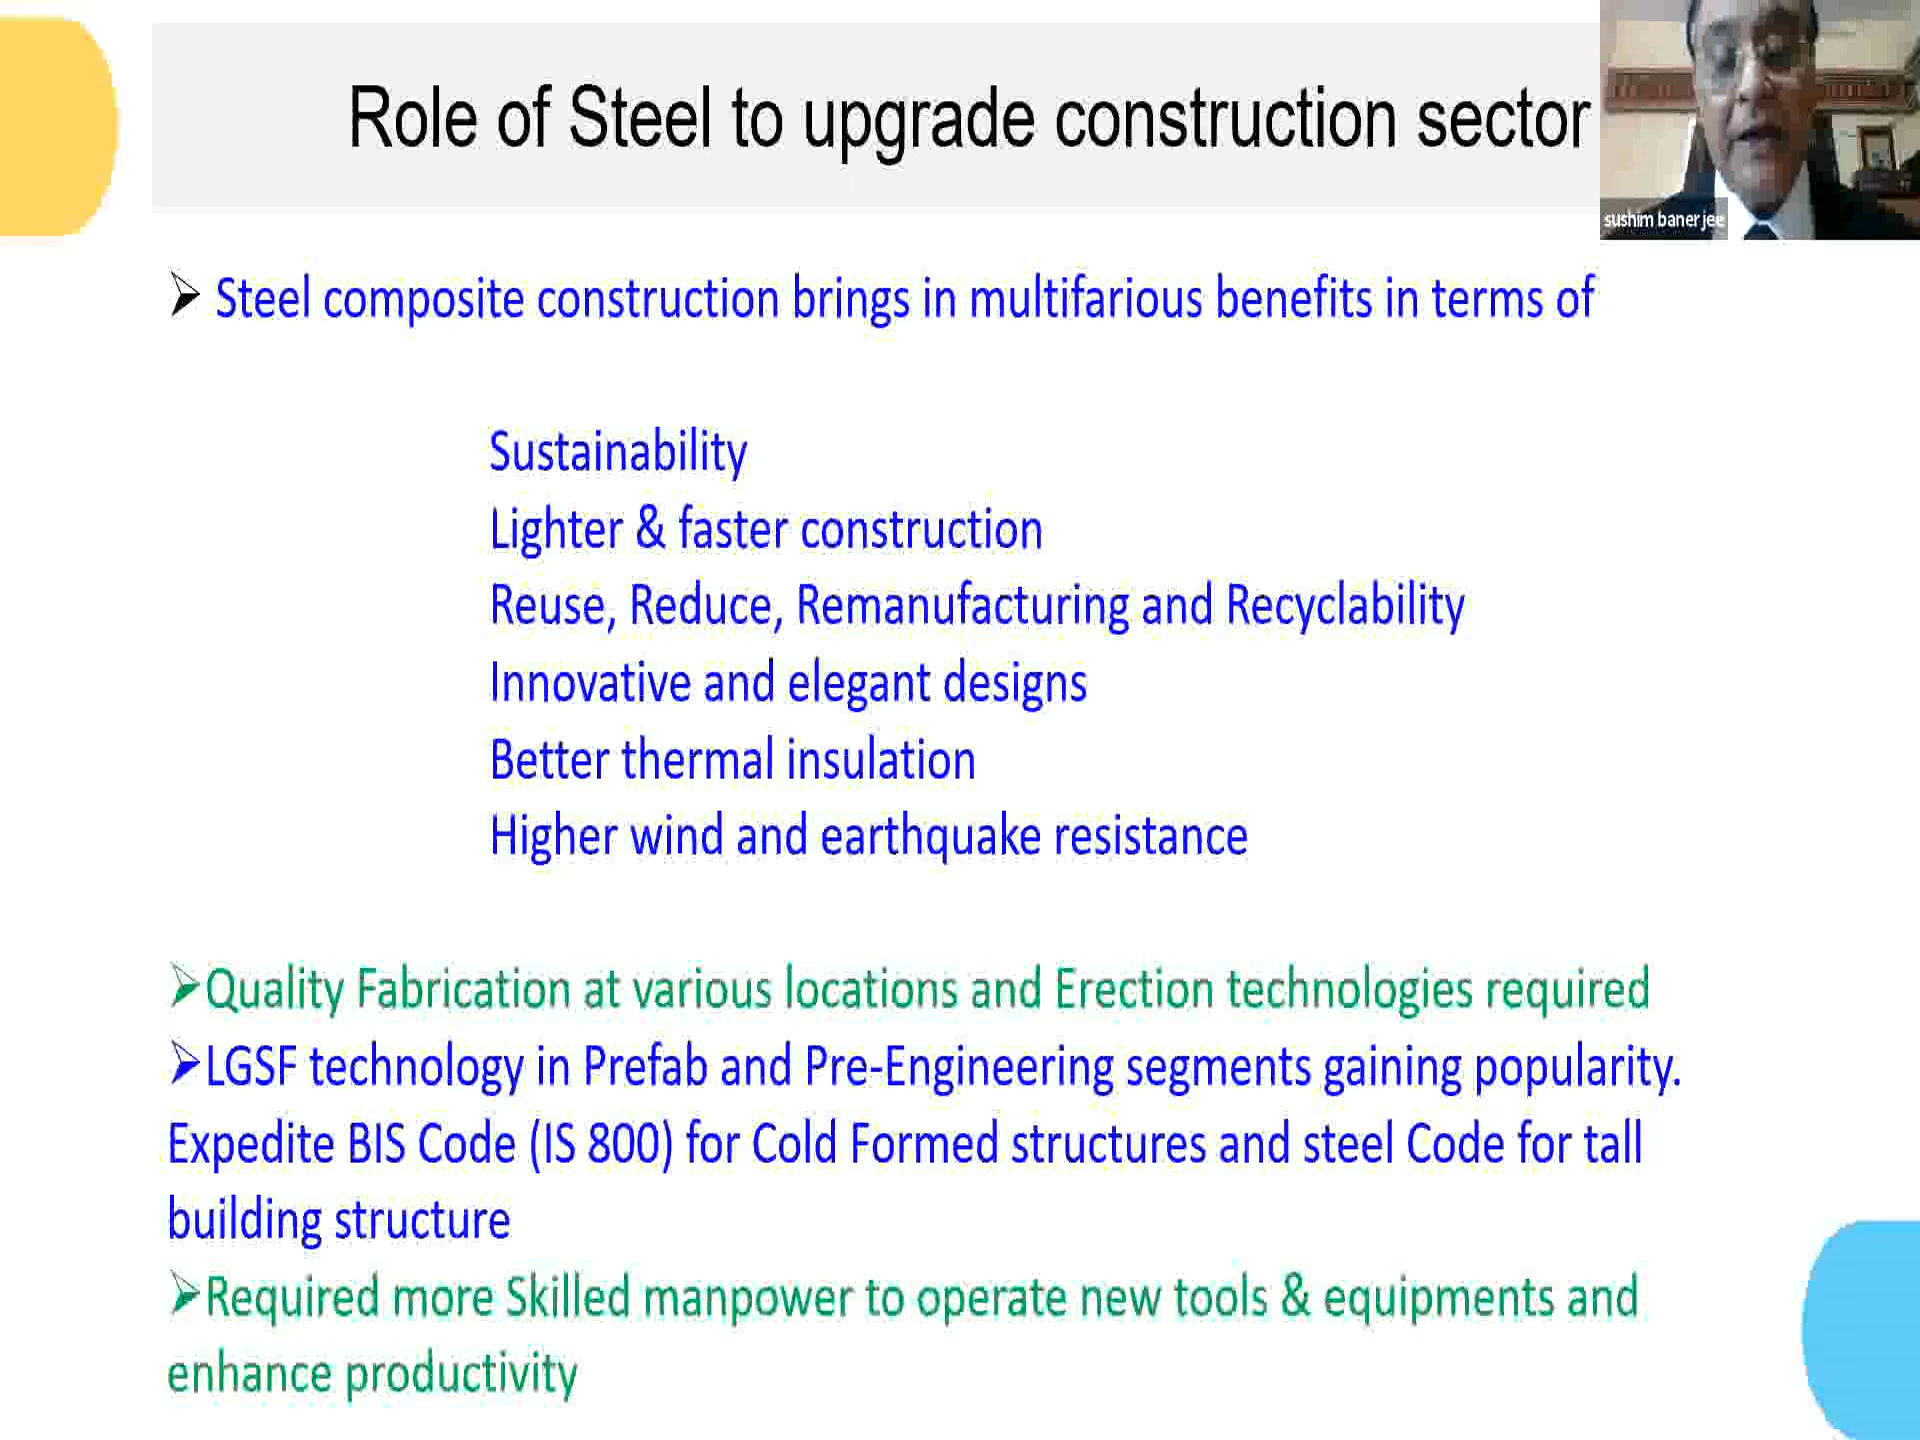 Role of Steel to upgrade construction sector
sushim banerjee
➢ Steel composite construction brings in multifarious benefits in terms of
Sustainability
Lighter & faster construction
Reuse, Reduce, Remanufacturing and Recyclability
Innovative and elegant designs
Better thermal insulation
Higher wind and earthquake resistance
➢Quality Fabrication at various locations and Erection technologies required
➢LGSF technology in Prefab and Pre-Engineering segments gaining popularity.
Expedite BIS Code (IS 800) for Cold Formed structures and steel Code for tall
building structure
➢Required more Skilled manpower to operate new tools & equipments and
enhance productivity